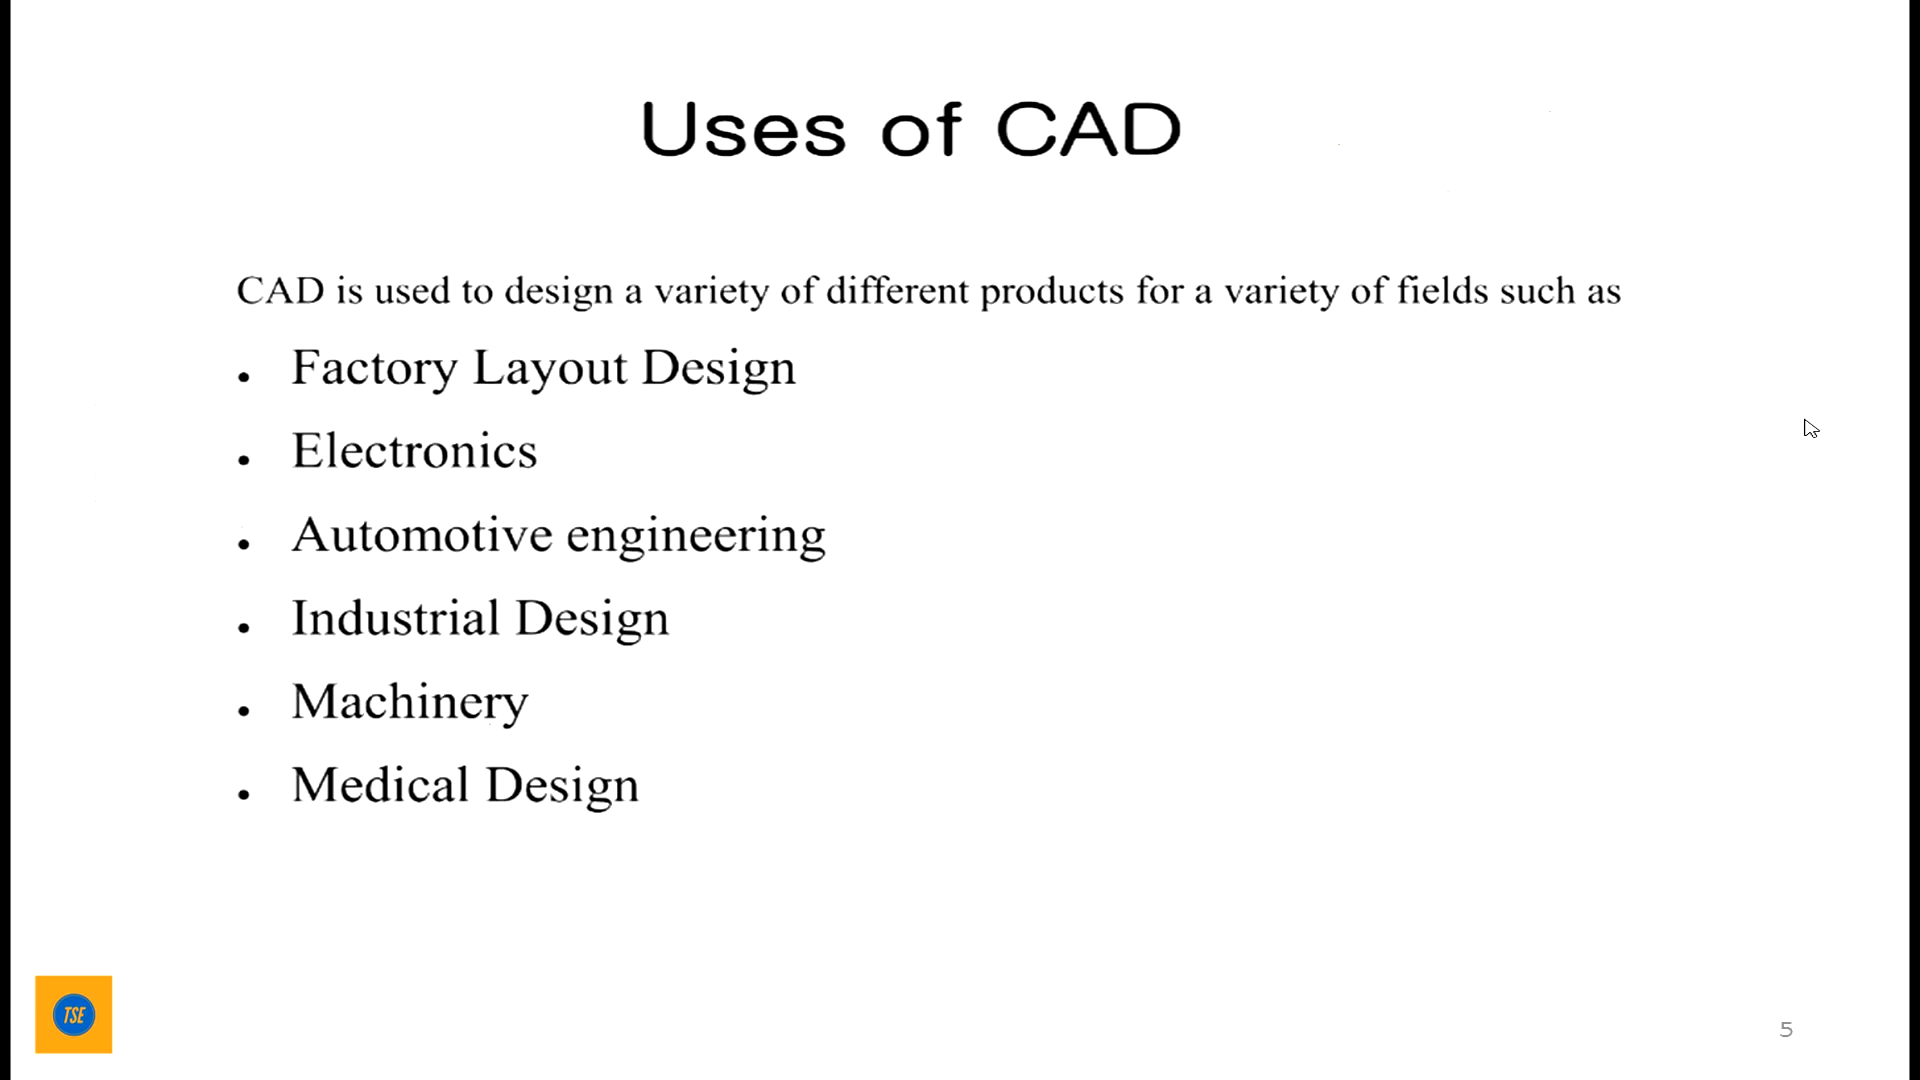 Uses of CAD
CAD is used to design a variety of different products for a variety of fields such as
• Factory Layout Design
• Electronics
• Automotive engineering
• Industrial Design
• Machinery
• Medical Design
TSE
5